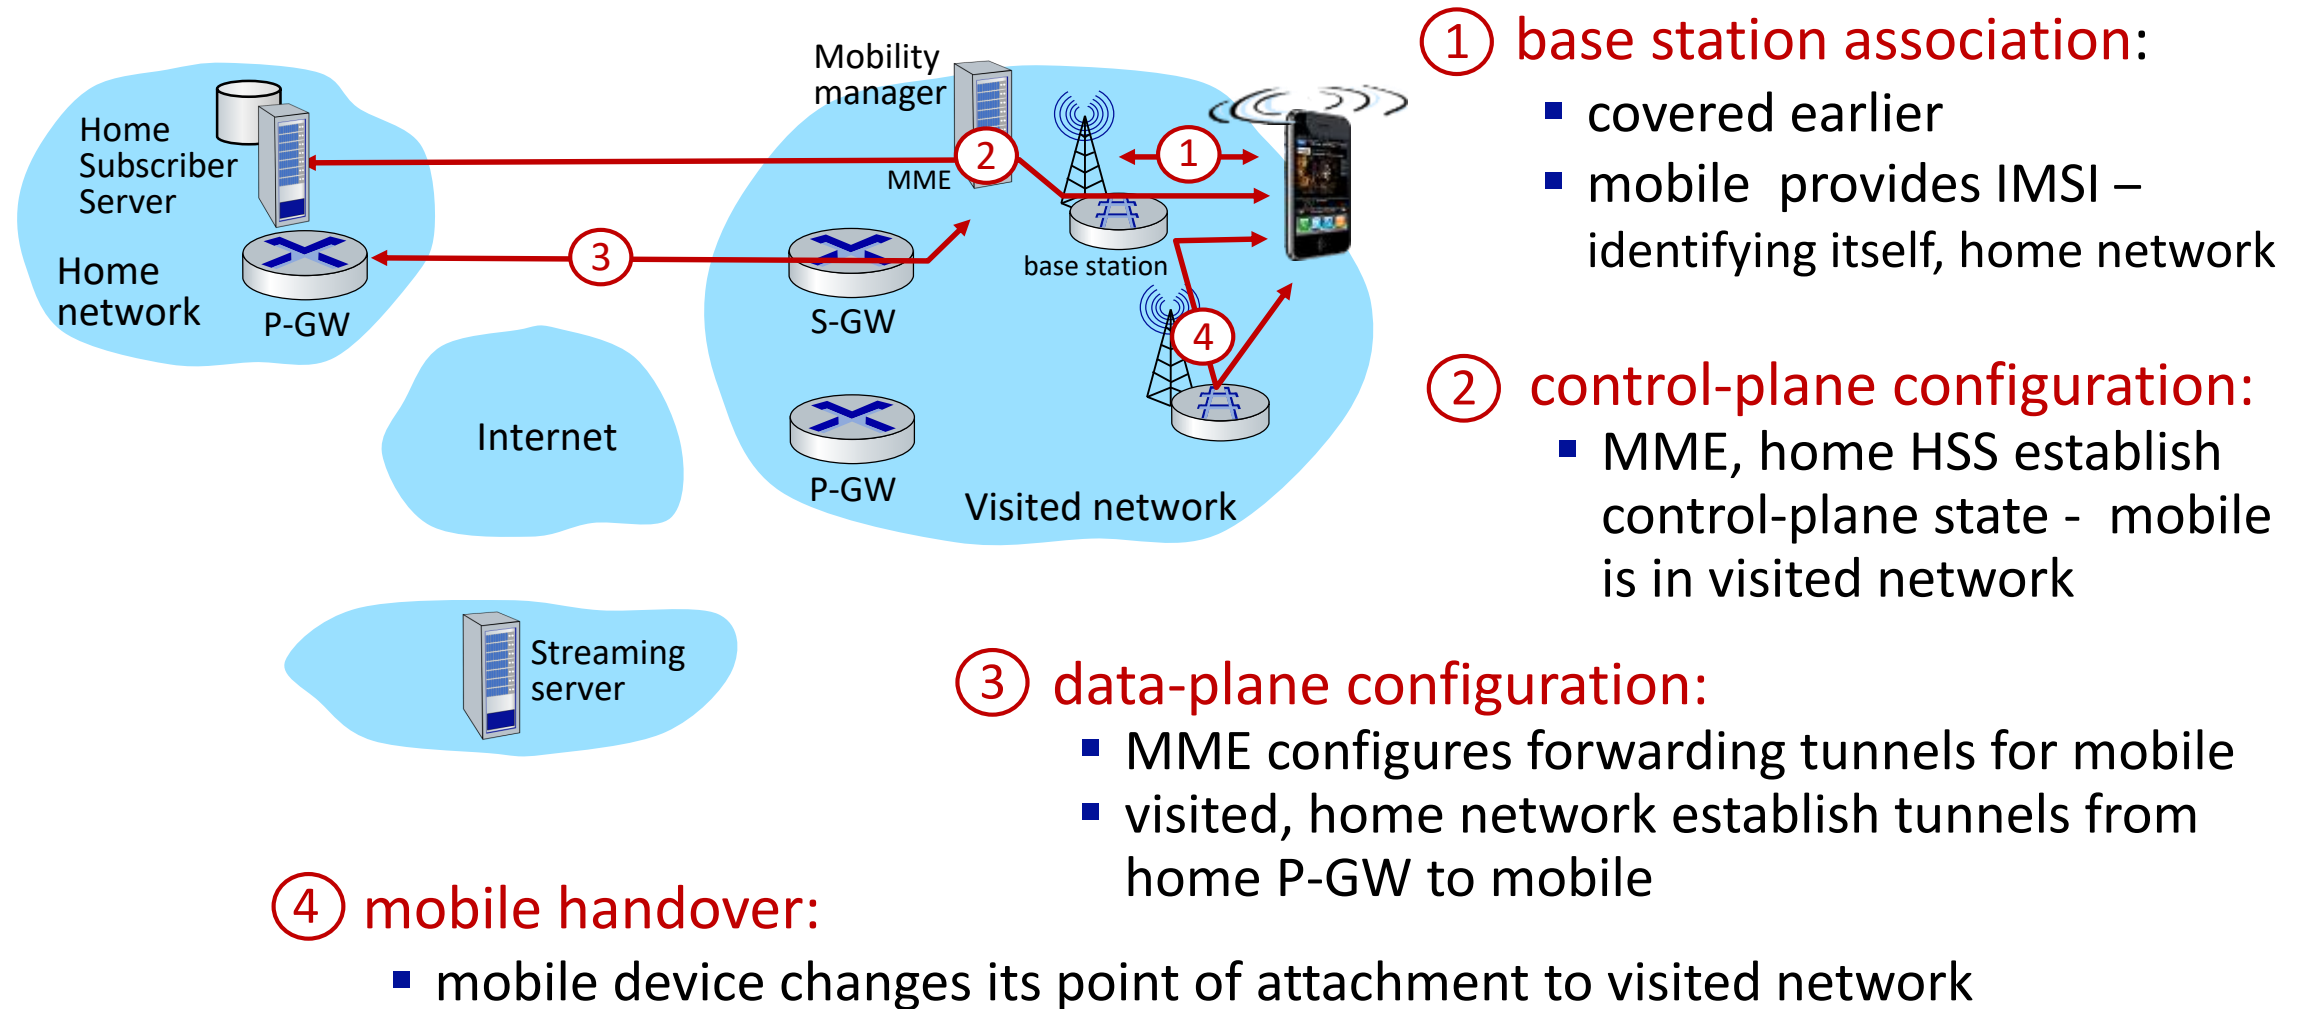 Mobility
manager
Home
Subscriber
Server
2
MME
1
Home
network
P-GW
3
S-GW
base station
4
Internet
P-GW
Visited network
Streaming
server
1 base station association:
▪ covered earlier
▪ mobile provides IMSI –
identifying itself, home network
2 control-plane configuration:
▪ MME, home HSS establish
control-plane state - mobile
is in visited network
3 data-plane configuration:
▪ MME configures forwarding tunnels for mobile
▪ visited, home network establish tunnels from
home P-GW to mobile
4 mobile handover:
▪ mobile device changes its point of attachment to visited network